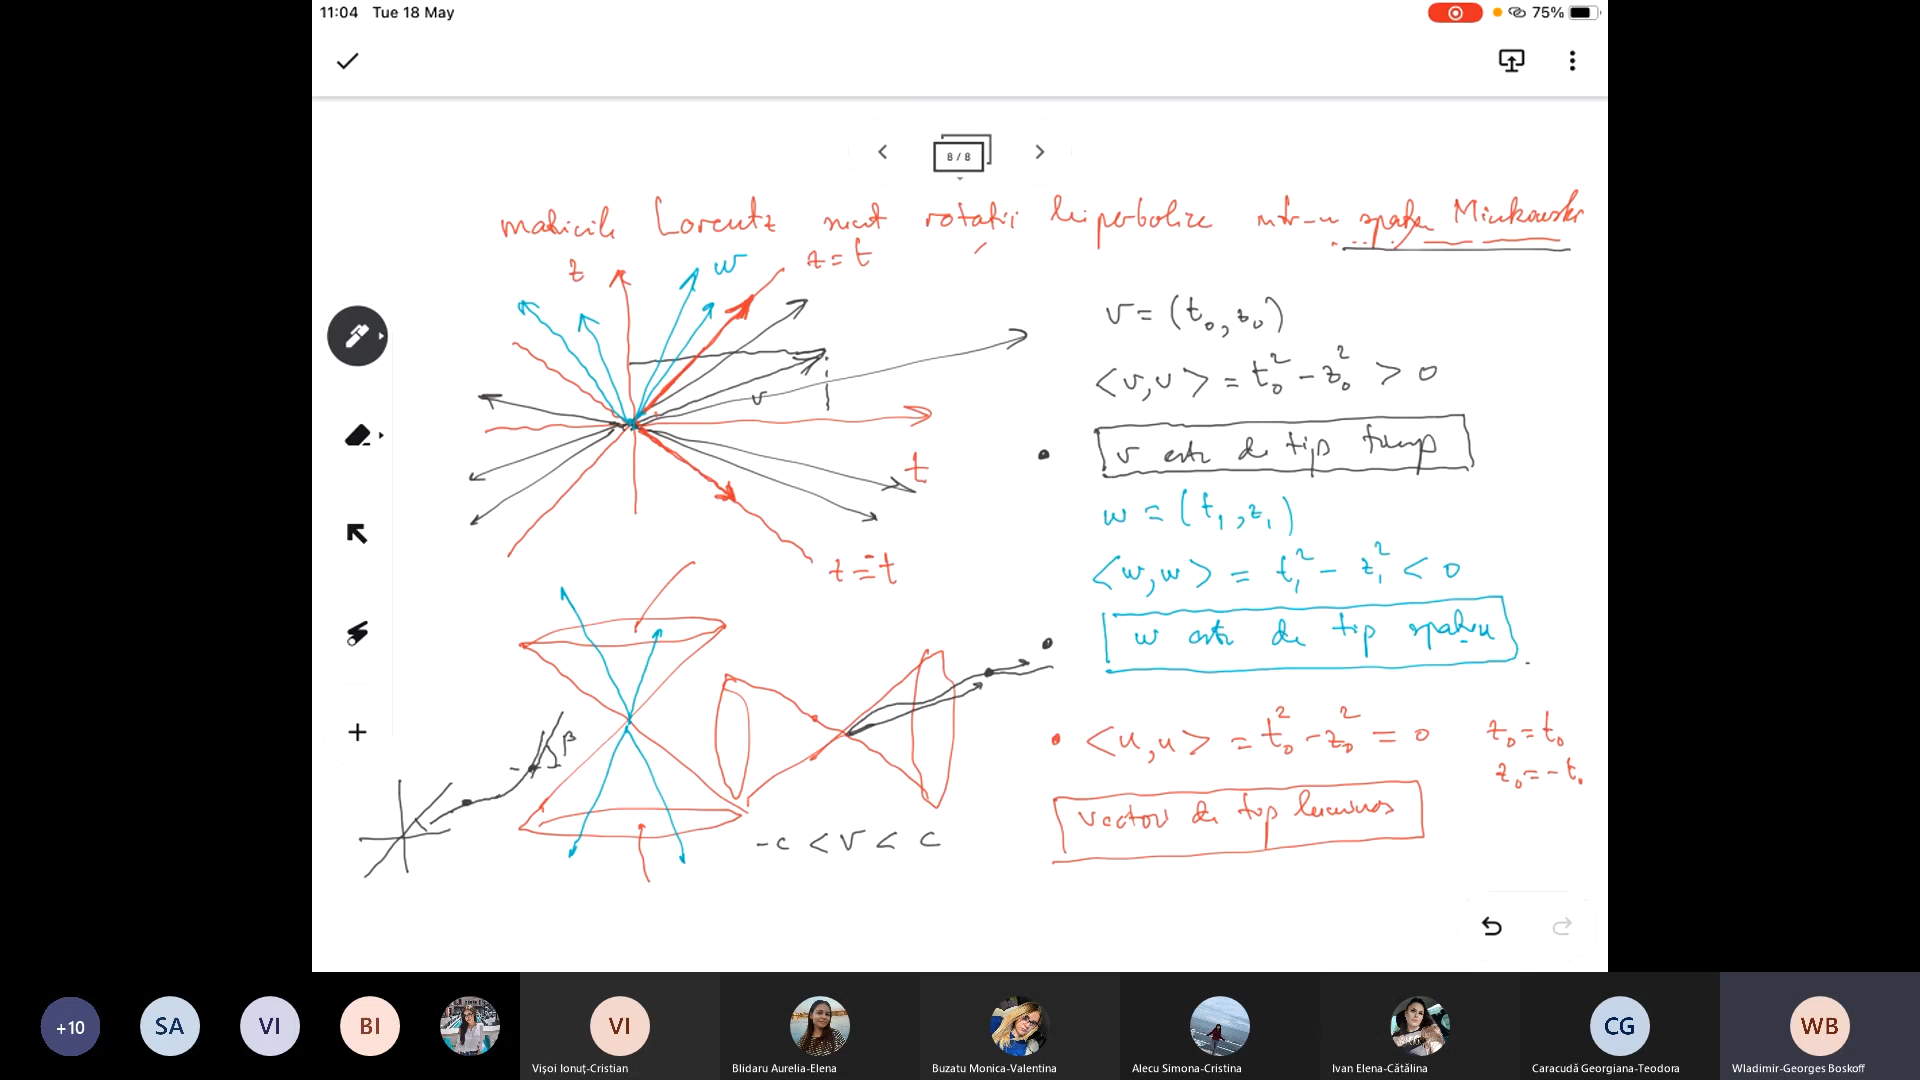 11:04 Tue 18 May
75%
8 / 8
matricile Lorentz sunt rotații hiperbolice într-un spațiu Minkowski
z
w
z = t
v
t
z = -t
v = (t₀, z₀)
<v, v> = t₀² - z₀² > 0
v este de tip timp
w = (t₁, z₁)
<w, w> = t₁² - z₁² < 0
w este de tip spațiu
<u, u> = t₀² - z₀² = 0
z₀ = t₀
z₀ = -t₀
vector de tip luminos
β
-c < v < c
+10
SA
VI
BI
VI
CG
WB
Vișoi Ionuț-Cristian
Blidaru Aurelia-Elena
Buzatu Monica-Valentina
Alecu Simona-Cristina
Ivan Elena-Cătălina
Caracudă Georgiana-Teodora
Wladimir-Georges Boskoff